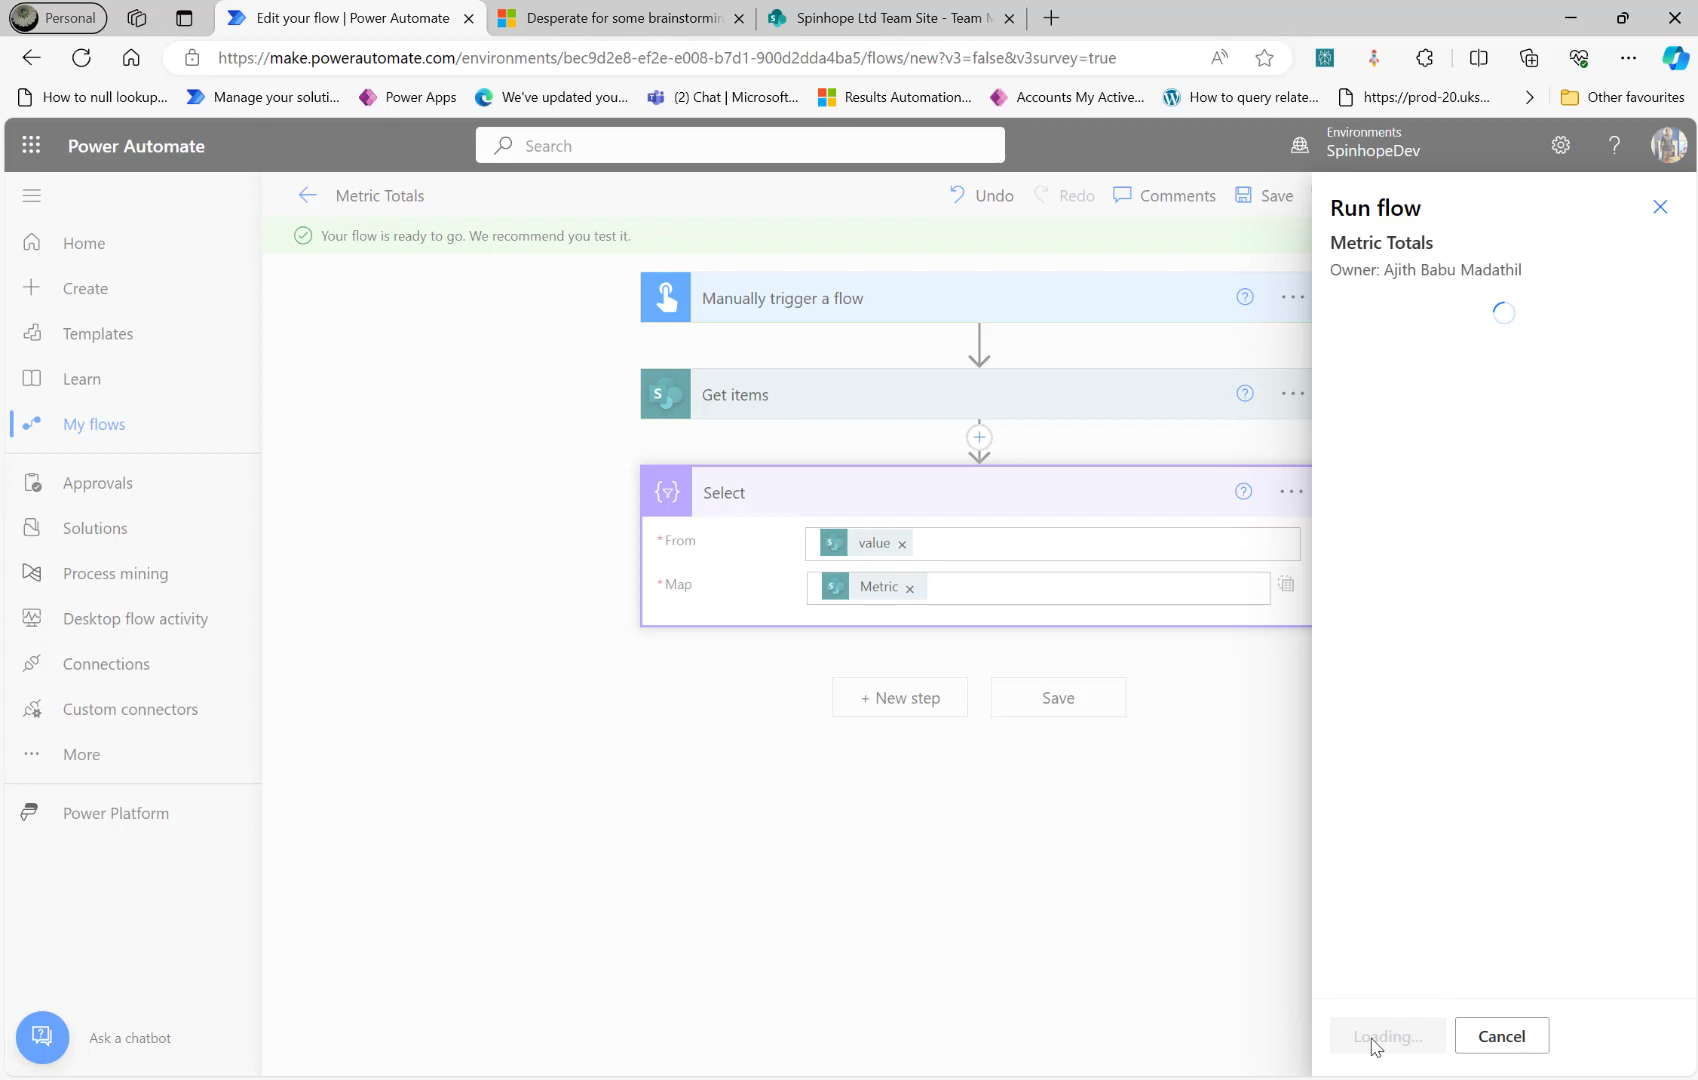 Personal
Edit your flow | Power Automate
Desperate for some brainstormin
Spinhope Ltd Team Site - Team M
https://make.powerautomate.com/environments/bec9d2e8-ef2e-e008-b7d1-900d2dda4ba5/flows/new?v3=false&v3survey=true
How to null lookup...
Manage your soluti...
Power Apps
We've updated you...
(2) Chat | Microsoft...
Results Automation...
Accounts My Active...
How to query relate...
https://prod-20.uks...
Other favourites
Power Automate
Search
Environments
SpinhopeDev
Home
Create
Templates
Learn
My flows
Approvals
Solutions
Process mining
Desktop flow activity
Connections
Custom connectors
More
Power Platform
Ask a chatbot
Metric Totals
Undo
Redo
Comments
Save
Your flow is ready to go. We recommend you test it.
Manually trigger a flow
Get items
Select
*From
value
*Map
Metric
+ New step
Save
Run flow
Metric Totals
Owner: Ajith Babu Madathil
Loading...
Cancel